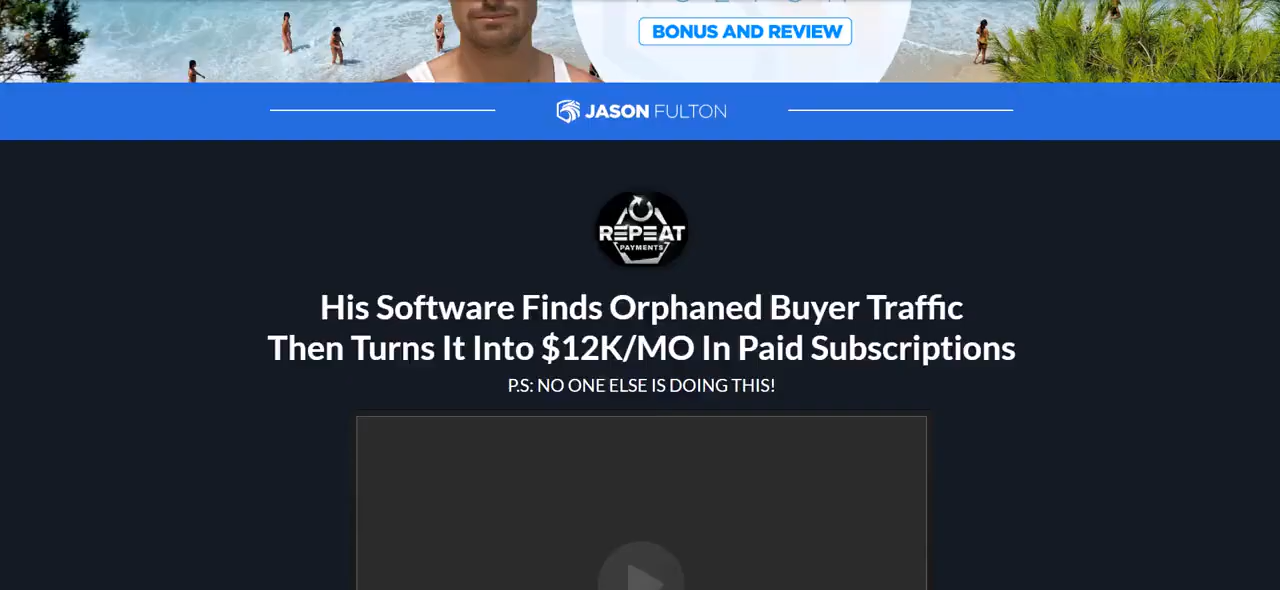 BONUS AND REVIEW
JASON FULTON
REPEAT
PAYMENTS
His Software Finds Orphaned Buyer Traffic
Then Turns It Into $12K/MO In Paid Subscriptions
P.S: NO ONE ELSE IS DOING THIS!